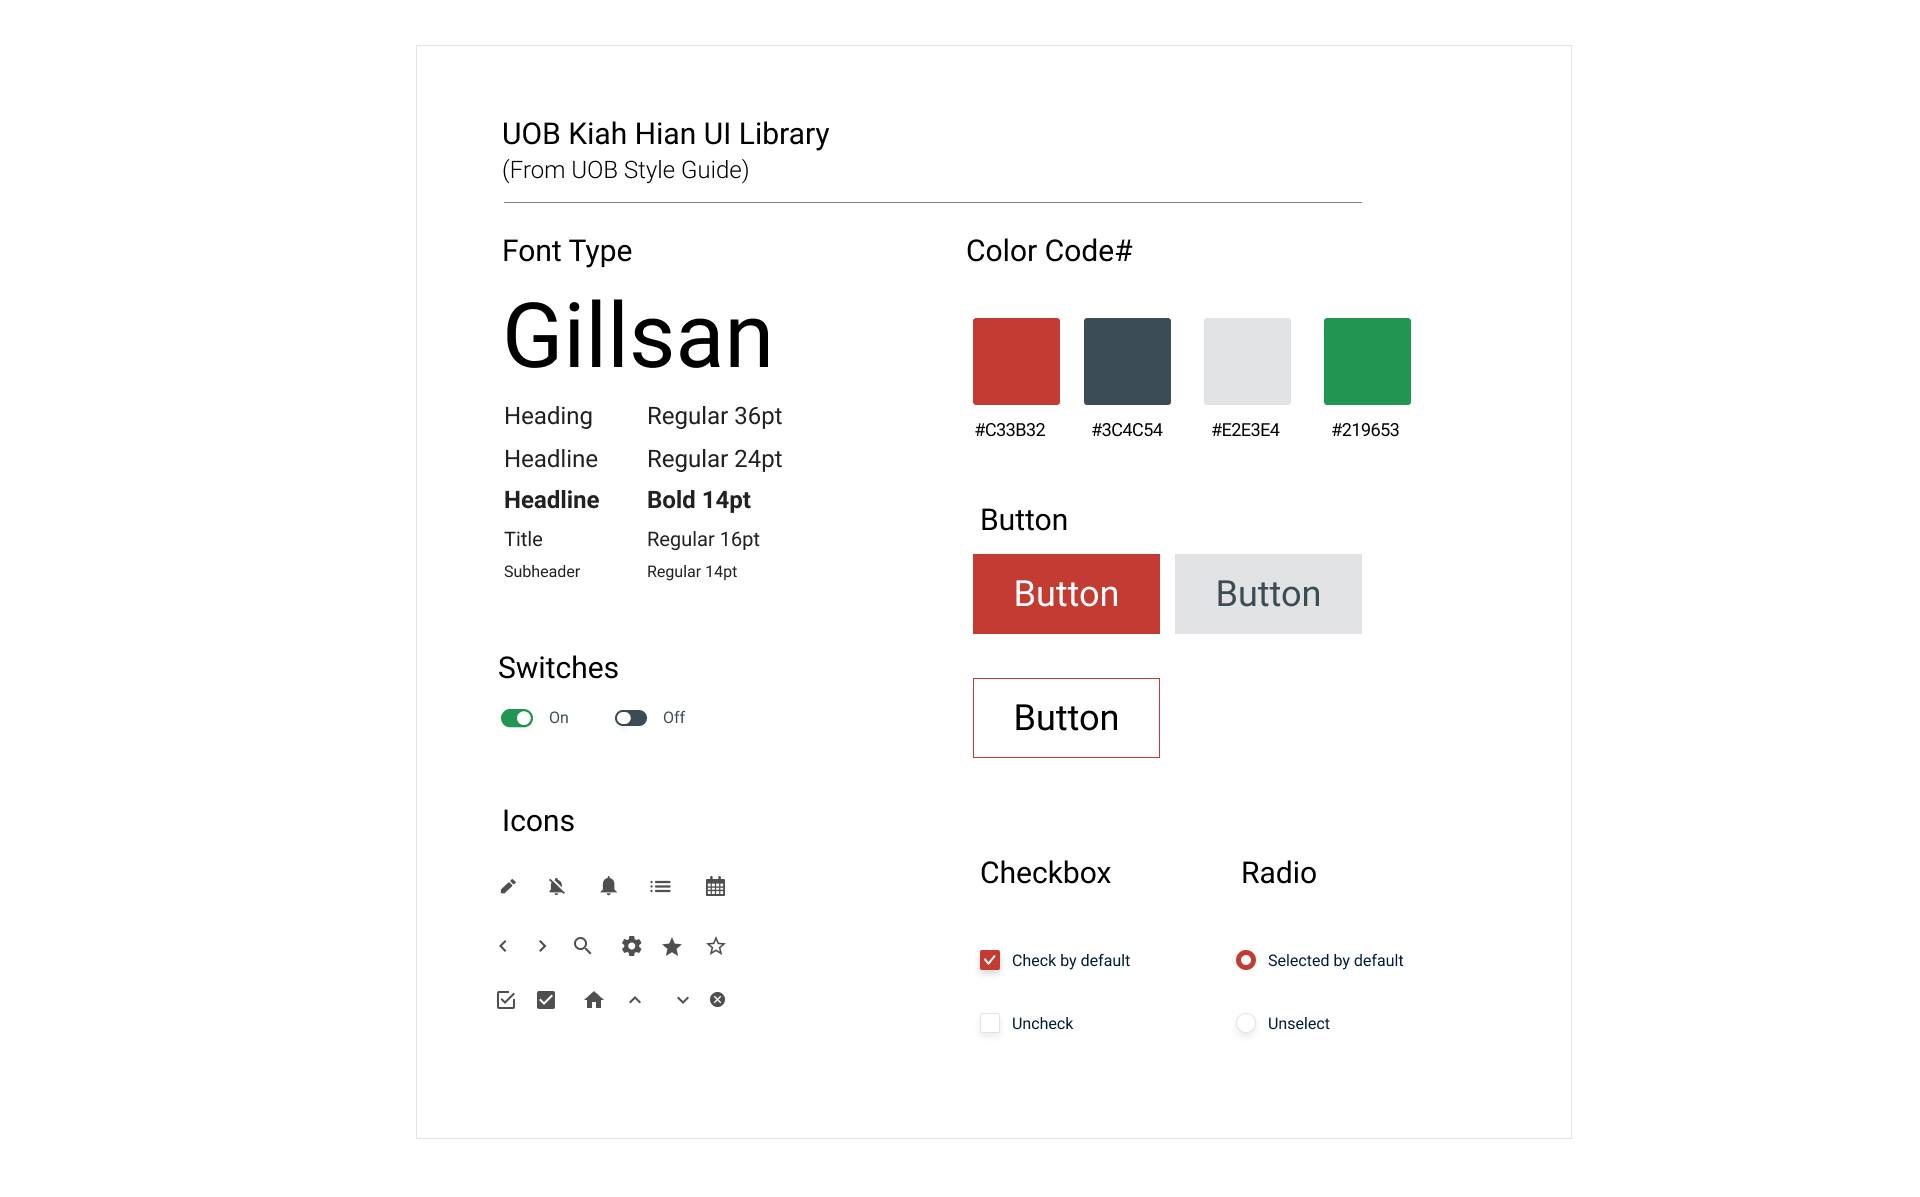 UOB Kiah Hian UI Library
(From UOB Style Guide)
Font Type
Gillsan
Heading Regular 36pt
Headline Regular 24pt
Headline Bold 14pt
Title Regular 16pt
Subheader Regular 14pt
Switches
On Off
Icons
Color Code#
#C33B32 #3C4C54 #E2E3E4 #219653
Button
Button Button
Button
Checkbox Radio
Check by default Selected by default
Uncheck Unselect